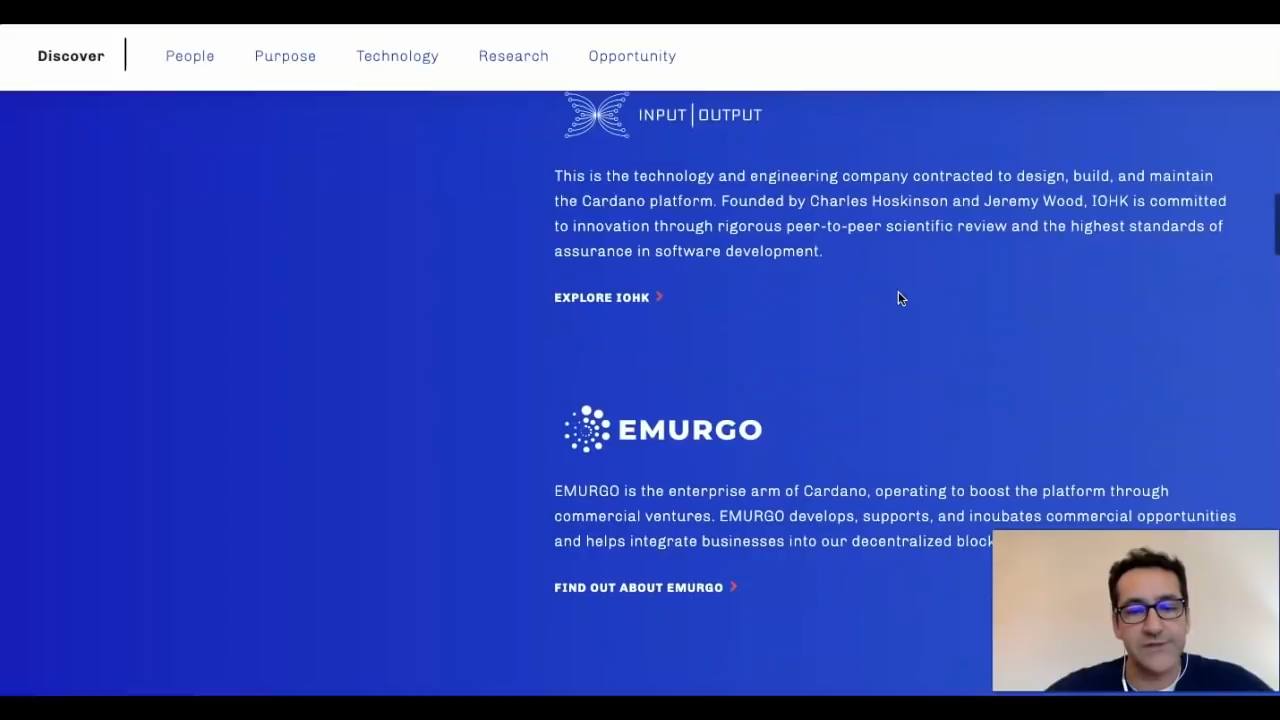 Discover
People
Purpose
Technology
Research
Opportunity
INPUT|OUTPUT
This is the technology and engineering company contracted to design, build, and maintain
the Cardano platform. Founded by Charles Hoskinson and Jeremy Wood, IOHK is committed
to innovation through rigorous peer-to-peer scientific review and the highest standards of
assurance in software development.
EXPLORE IOHK
EMURGO
EMURGO is the enterprise arm of Cardano, operating to boost the platform through
commercial ventures. EMURGO develops, supports, and incubates commercial opportunities
and helps integrate businesses into our decentralized block
FIND OUT ABOUT EMURGO